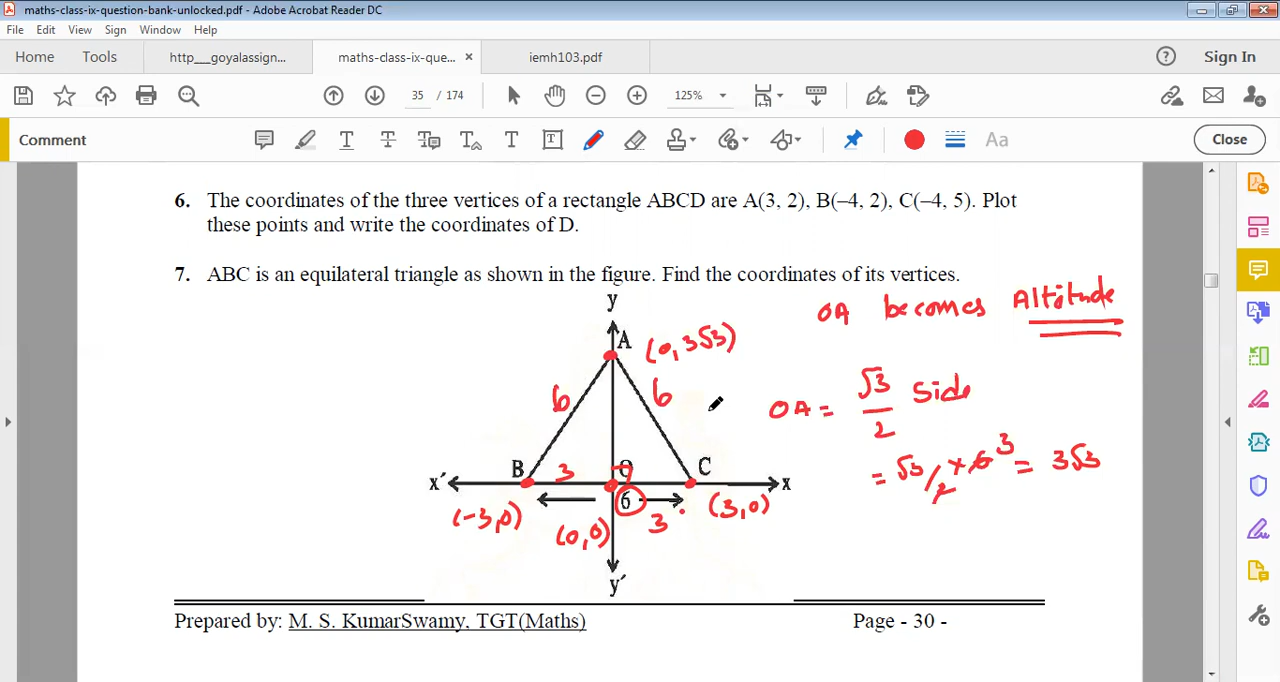 maths-class-ix-question-bank-unlocked.pdf - Adobe Acrobat Reader DC
File Edit View Sign Window Help
Home Tools http___goyalassign... maths-class-ix-que... × iemh103.pdf Sign In
35 / 174 125%
Comment Aa Close
6. The coordinates of the three vertices of a rectangle ABCD are A(3, 2), B(–4, 2), C(–4, 5). Plot
these points and write the coordinates of D.
7. ABC is an equilateral triangle as shown in the figure. Find the coordinates of its vertices.
y
OA becomes Altitude
A (0, 3√3)
6 6
OA = √3/2 Side
= √3/2 × 6 3 = 3√3
B 3 O C
x′ x
6
(-3,0) (0,0) 3 (3,0)
y′
Prepared by: M. S. KumarSwamy, TGT(Maths) Page - 30 -